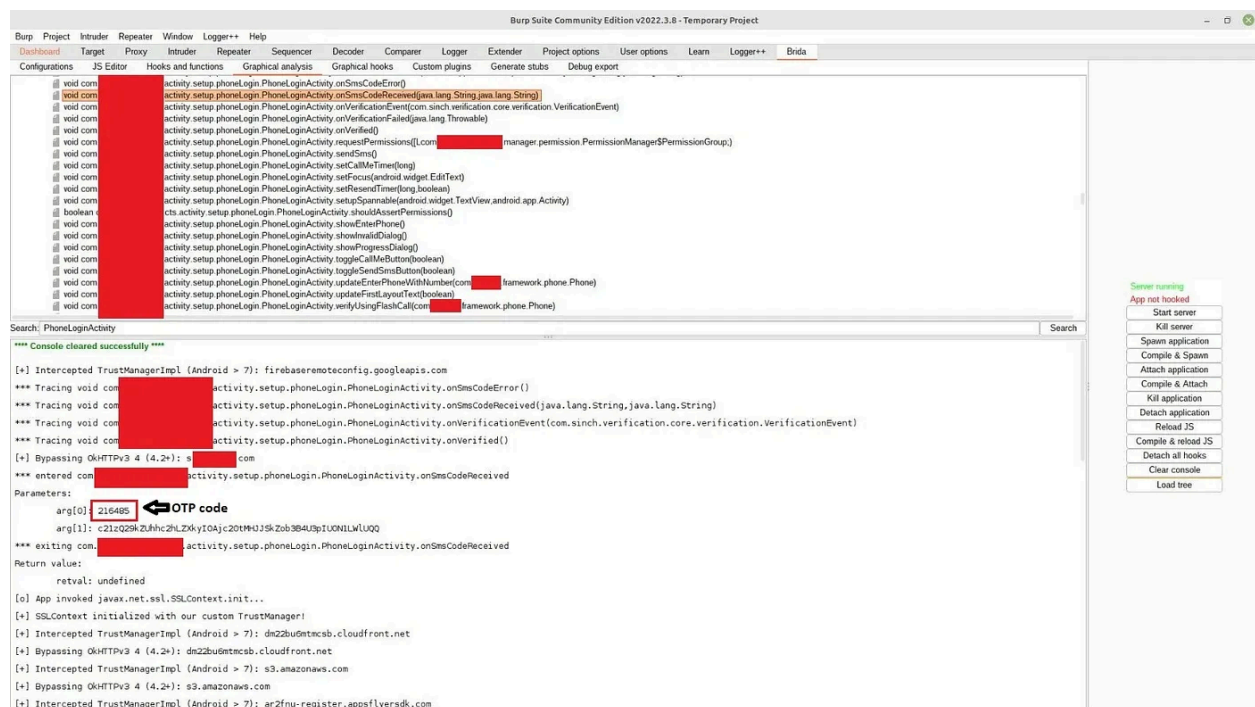 Burp Suite Community Edition v2022.3.8 - Temporary Project
Burp Project Intruder Repeater Window Logger++ Help
Dashboard Target Proxy Intruder Repeater Sequencer Decoder Comparer Logger Extender Project options User options Learn Logger++ Brida
Configurations JS Editor Hooks and functions Graphical analysis Graphical hooks Custom plugins Generate stubs Debug export
void com activity.setup.phoneLogin.PhoneLoginActivity.onSmsCodeError()
void com activity.setup.phoneLogin.PhoneLoginActivity.onSmsCodeReceived(java.lang.String,java.lang.String)
void com activity.setup.phoneLogin.PhoneLoginActivity.onVerificationEvent(com.sinch.verification.core.verification.VerificationEvent)
void com activity.setup.phoneLogin.PhoneLoginActivity.onVerificationFailed(java.lang.Throwable)
void com activity.setup.phoneLogin.PhoneLoginActivity.onVerified()
void com activity.setup.phoneLogin.PhoneLoginActivity.requestPermissions([Lcom manager.permission.PermissionManager$PermissionGroup;)
void com activity.setup.phoneLogin.PhoneLoginActivity.sendSms()
void com activity.setup.phoneLogin.PhoneLoginActivity.setCallMeTimer(long)
void com activity.setup.phoneLogin.PhoneLoginActivity.setFocus(android.widget.EditText)
void com activity.setup.phoneLogin.PhoneLoginActivity.setResendTimer(long,boolean)
void com activity.setup.phoneLogin.PhoneLoginActivity.setupSpannable(android.widget.TextView,android.app.Activity)
boolean c cts.activity.setup.phoneLogin.PhoneLoginActivity.shouldAssertPermissions()
void com activity.setup.phoneLogin.PhoneLoginActivity.showEnterPhone()
void com activity.setup.phoneLogin.PhoneLoginActivity.showInvalidDialog()
void com activity.setup.phoneLogin.PhoneLoginActivity.showProgressDialog()
void com activity.setup.phoneLogin.PhoneLoginActivity.toggleCallMeButton(boolean)
void com activity.setup.phoneLogin.PhoneLoginActivity.toggleSendSmsButton(boolean)
void com activity.setup.phoneLogin.PhoneLoginActivity.updateEnterPhoneWithNumber(com framework.phone.Phone)
void com activity.setup.phoneLogin.PhoneLoginActivity.updateFirstLayoutText(boolean)
void com activity.setup.phoneLogin.PhoneLoginActivity.verifyUsingFlashCall(com framework.phone.Phone)
Search: PhoneLoginActivity Search
**** Console cleared successfully ****
[+] Intercepted TrustManagerImpl (Android > 7): firebaseremoteconfig.googleapis.com
*** Tracing void com activity.setup.phoneLogin.PhoneLoginActivity.onSmsCodeError()
*** Tracing void com activity.setup.phoneLogin.PhoneLoginActivity.onSmsCodeReceived(java.lang.String,java.lang.String)
*** Tracing void com activity.setup.phoneLogin.PhoneLoginActivity.onVerificationEvent(com.sinch.verification.core.verification.VerificationEvent)
*** Tracing void com activity.setup.phoneLogin.PhoneLoginActivity.onVerified()
[+] Bypassing OkHTTPv3 4 (4.2+): s com
*** entered com activity.setup.phoneLogin.PhoneLoginActivity.onSmsCodeReceived
Parameters:
arg[0]: 216485 OTP code
arg[1]:
*** exiting com. .activity.setup.phoneLogin.PhoneLoginActivity.onSmsCodeReceived
Return value:
retval: undefined
[o] App invoked javax.net.ssl.SSLContext.init...
[+] SSLContext initialized with our custom TrustManager!
[+] Intercepted TrustManagerImpl (Android > 7): dm22bu6mtmcsb.cloudfront.net
[+] Bypassing OkHTTPv3 4 (4.2+): dm22bu6mtmcsb.cloudfront.net
[+] Intercepted TrustManagerImpl (Android > 7): s3.amazonaws.com
[+] Bypassing OkHTTPv3 4 (4.2+): s3.amazonaws.com
[+] Intercepted TrustManagerImpl (Android > 7): ar2fnu-register.appsflyersdk.com
Server running
App not hooked
Start server
Kill server
Spawn application
Compile & Spawn
Attach application
Compile & Attach
Kill application
Detach application
Reload JS
Compile & reload JS
Detach all hooks
Clear console
Load tree